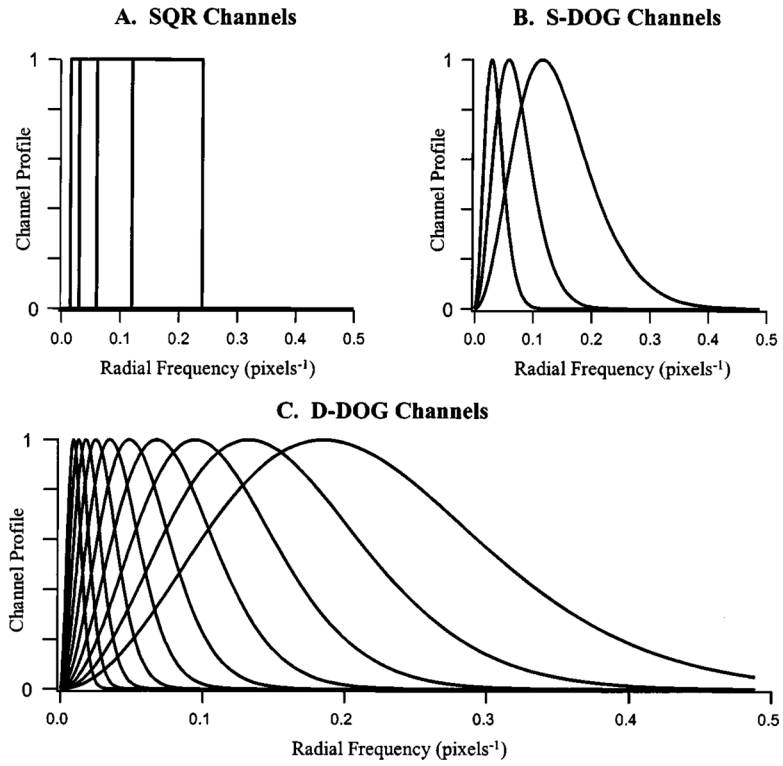 A. SQR Channels
1
Channel Profile
0
0.0 0.1 0.2 0.3 0.4 0.5
Radial Frequency (pixels-1)
B. S-DOG Channels
1
Channel Profile
0
0.0 0.1 0.2 0.3 0.4 0.5
Radial Frequency (pixels-1)
C. D-DOG Channels
1
Channel Profile
0
0.0 0.1 0.2 0.3 0.4 0.5
Radial Frequency (pixels-1)